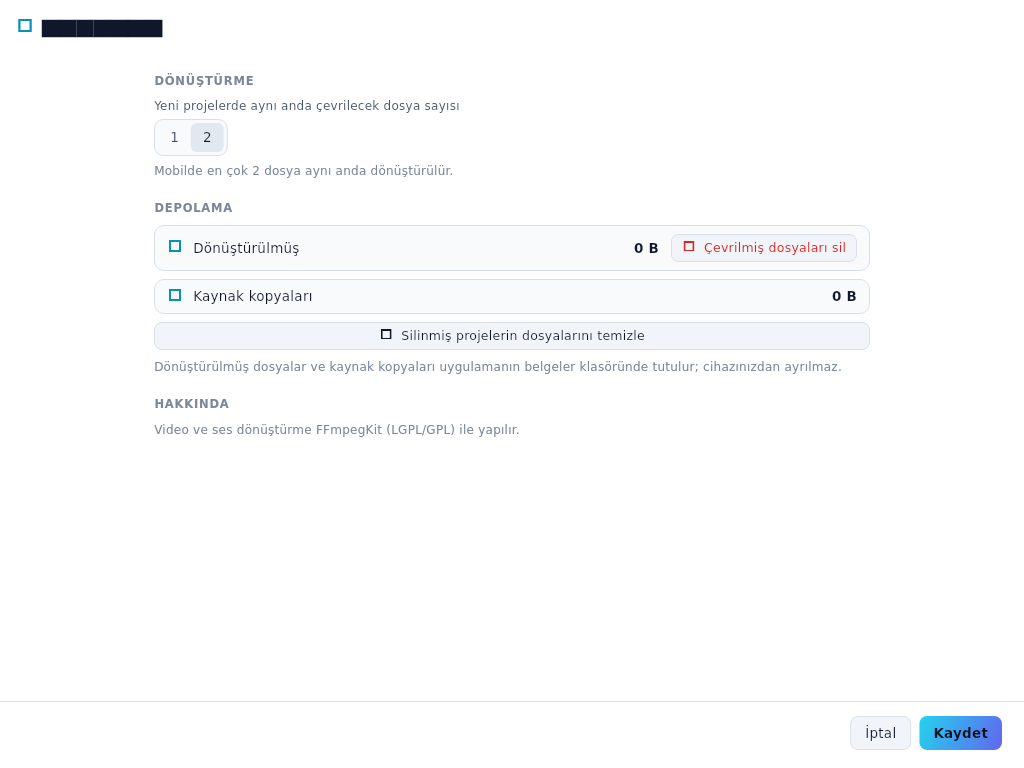 DÖNÜŞTÜRME
Yeni projelerde aynı anda çevrilecek dosya sayısı
1 2
Mobilde en çok 2 dosya aynı anda dönüştürülür.
DEPOLAMA
Dönüştürülmüş 0 B Çevrilmiş dosyaları sil
Kaynak kopyaları 0 B
Silinmiş projelerin dosyalarını temizle
Dönüştürülmüş dosyalar ve kaynak kopyaları uygulamanın belgeler klasöründe tutulur; cihazınızdan ayrılmaz.
HAKKINDA
Video ve ses dönüştürme FFmpegKit (LGPL/GPL) ile yapılır.
İptal Kaydet